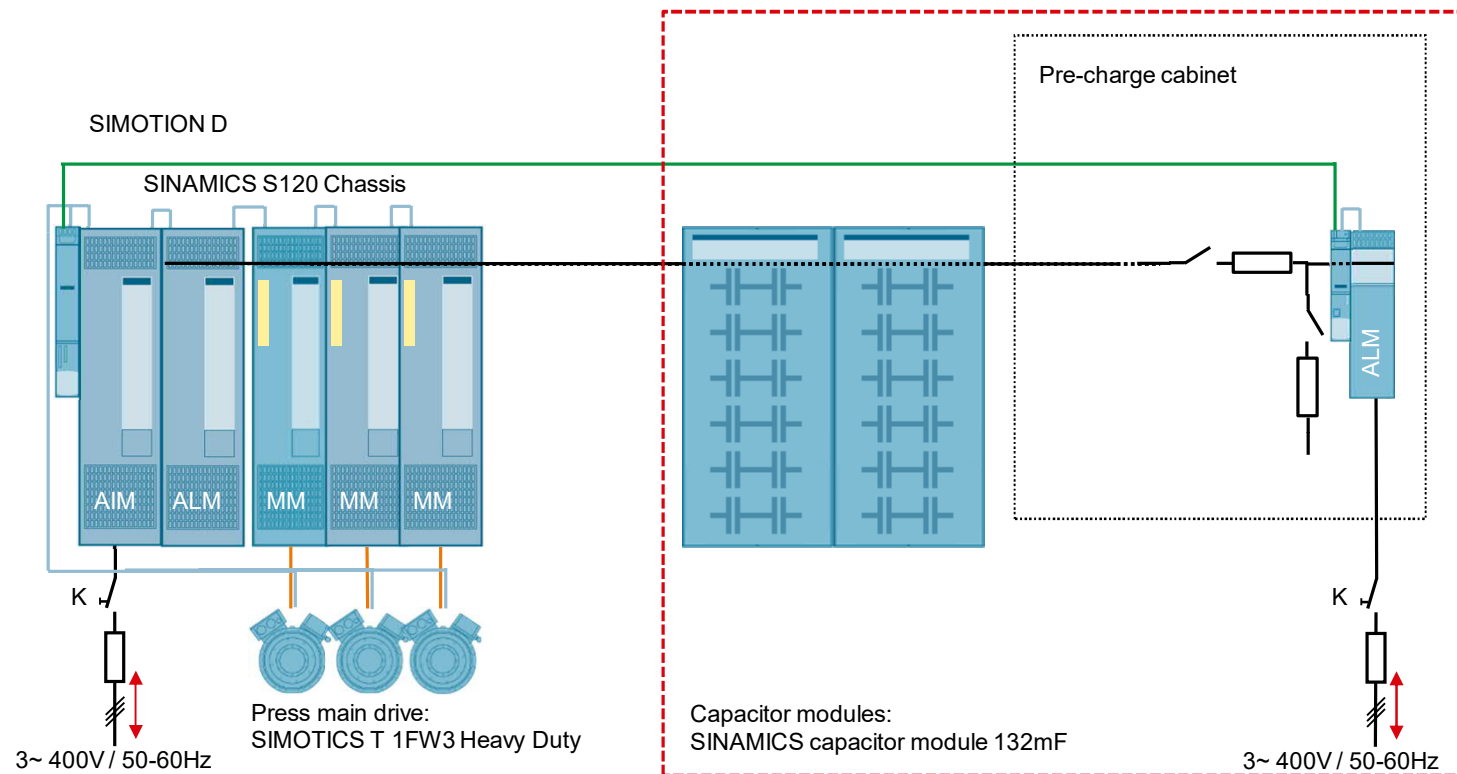 Pre-charge cabinet
SIMOTION D
SINAMICS S120 Chassis
ALM
AIM
ALM
MM
MM
MM
K
K
Press main drive:
SIMOTICS T 1FW3 Heavy Duty
Capacitor modules:
SINAMICS capacitor module 132mF
3~ 400V / 50-60Hz
3~ 400V / 50-60Hz